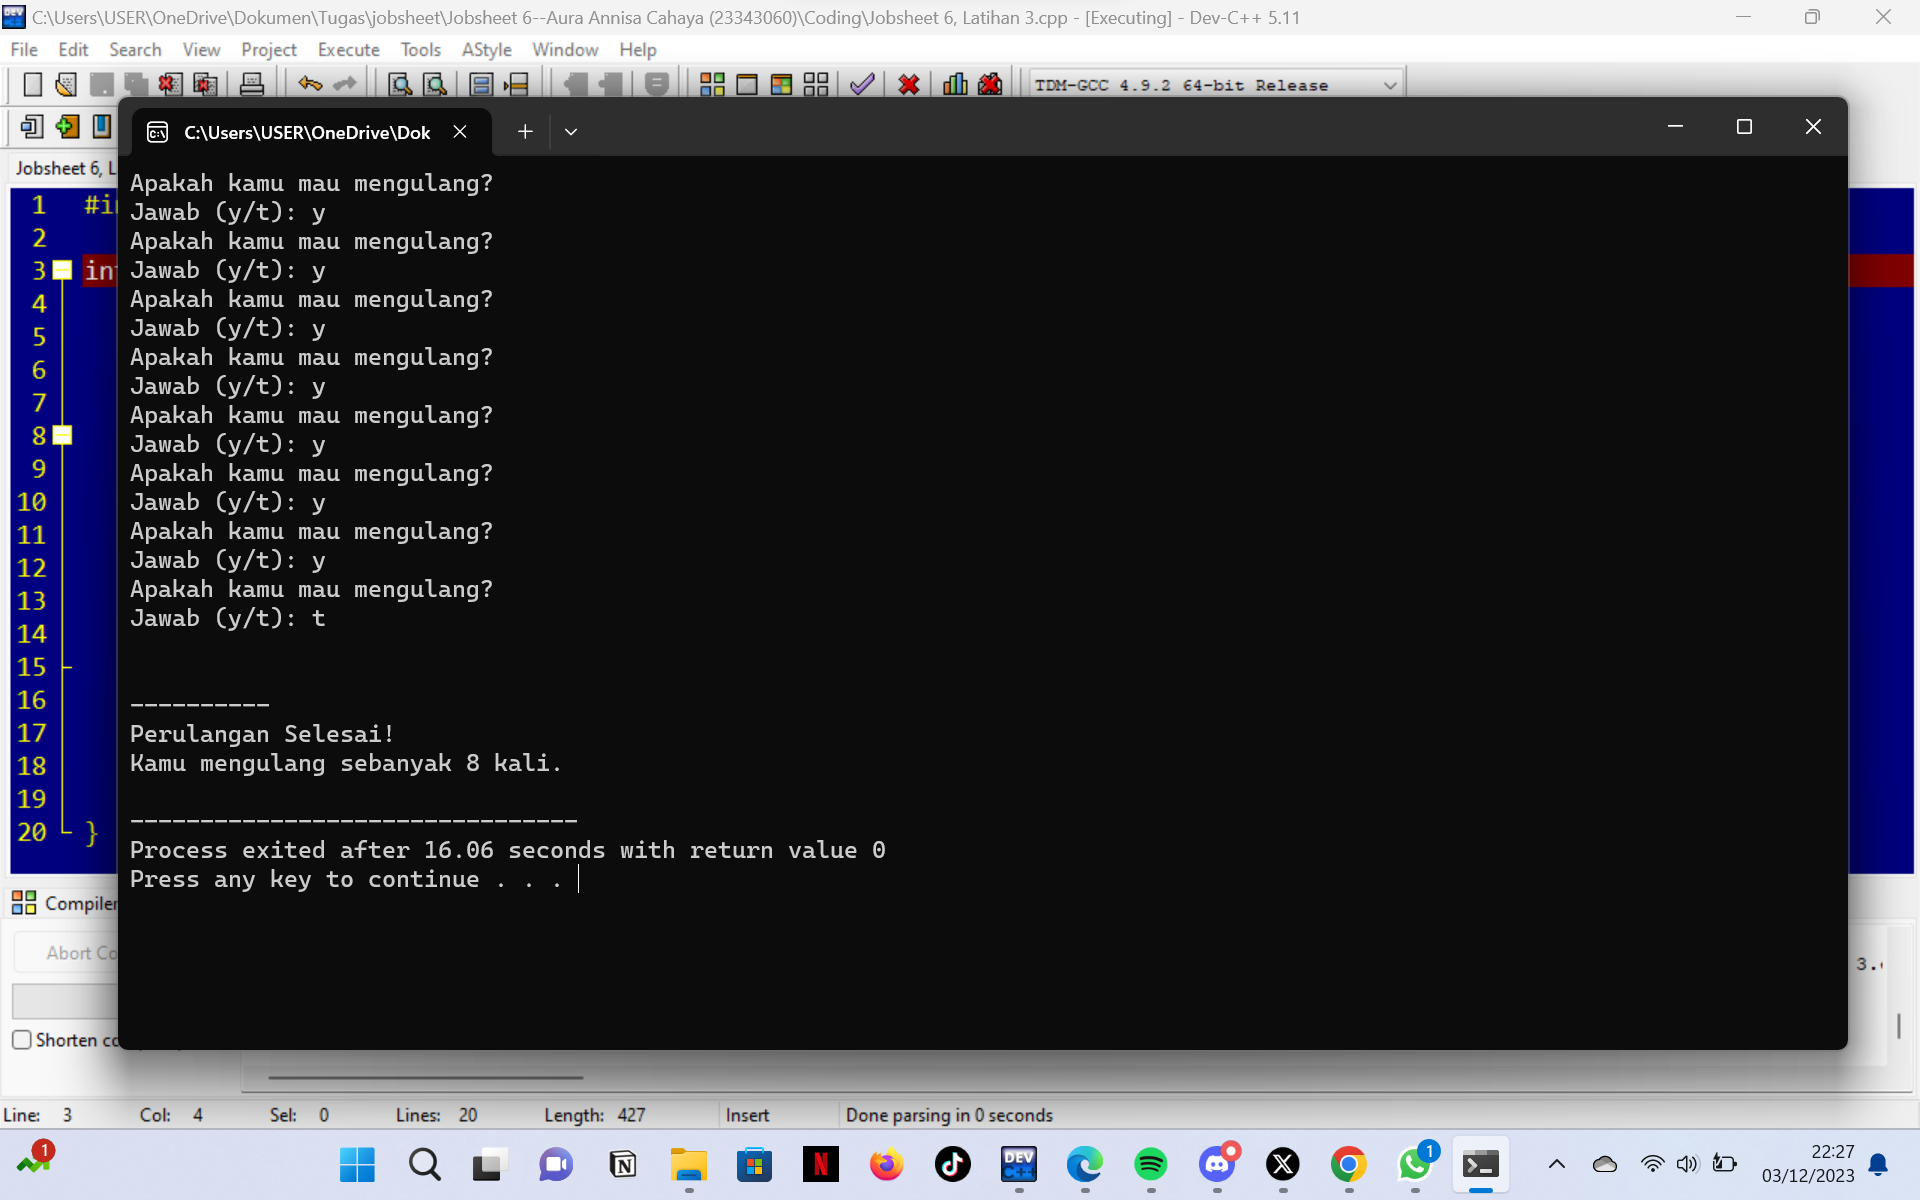 C:\Users\USER\OneDrive\Dokumen\Tugas\jobsheet\Jobsheet 6--Aura Annisa Cahaya (23343060)\Coding\Jobsheet 6, Latihan 3.cpp - [Executing] - Dev-C++ 5.11
File Edit Search View Project Execute Tools AStyle Window Help
TDM-GCC 4.9.2 64-bit Release
C:\Users\USER\OneDrive\Dok
Jobsheet 6, L
Apakah kamu mau mengulang?
1 #in
Jawab (y/t): y
2
Apakah kamu mau mengulang?
3 int
Jawab (y/t): y
4
Apakah kamu mau mengulang?
5
Jawab (y/t): y
6
Apakah kamu mau mengulang?
7
Jawab (y/t): y
Apakah kamu mau mengulang?
8
Jawab (y/t): y
9
Apakah kamu mau mengulang?
10
Jawab (y/t): y
11
Apakah kamu mau mengulang?
12
Jawab (y/t): y
13
Apakah kamu mau mengulang?
14
Jawab (y/t): t
15
16
----------
17
Perulangan Selesai!
18
Kamu mengulang sebanyak 8 kali.
19
--------------------------------
20 }
Process exited after 16.06 seconds with return value 0
Press any key to continue . . .
Compiler
Abort Co
3.
Shorten co
Line: 3 Col: 4 Sel: 0 Lines: 20 Length: 427 Insert Done parsing in 0 seconds
1
DEV C++
1
22:27
03/12/2023